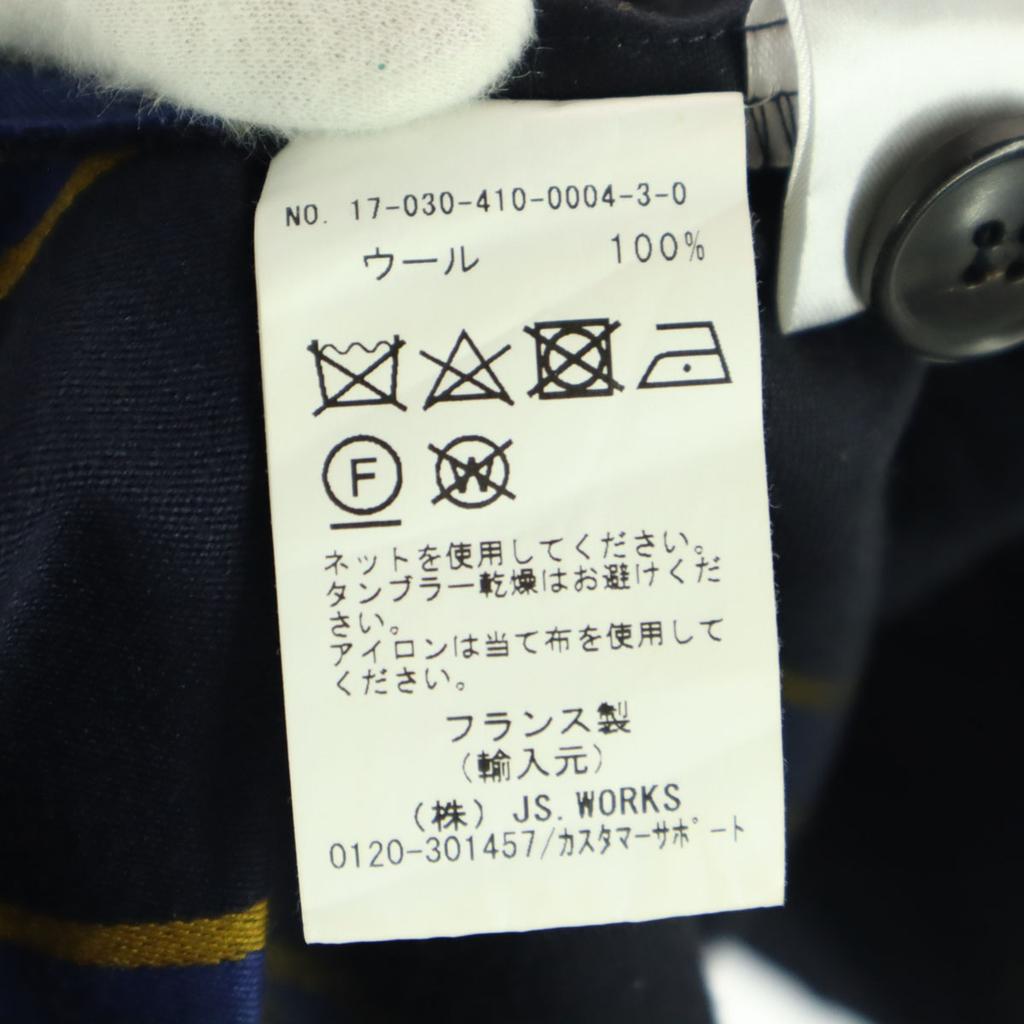 NO. 17-030-410-0004-3-0
ウール 100%
F W
ネットを使用してください。
タンブラー乾燥はお避けくだ
さい。
アイロンは当て布を使用して
ください。
フランス製
(輸入元)
(株) JS.WORKS
0120-301457/カスタマーサポート